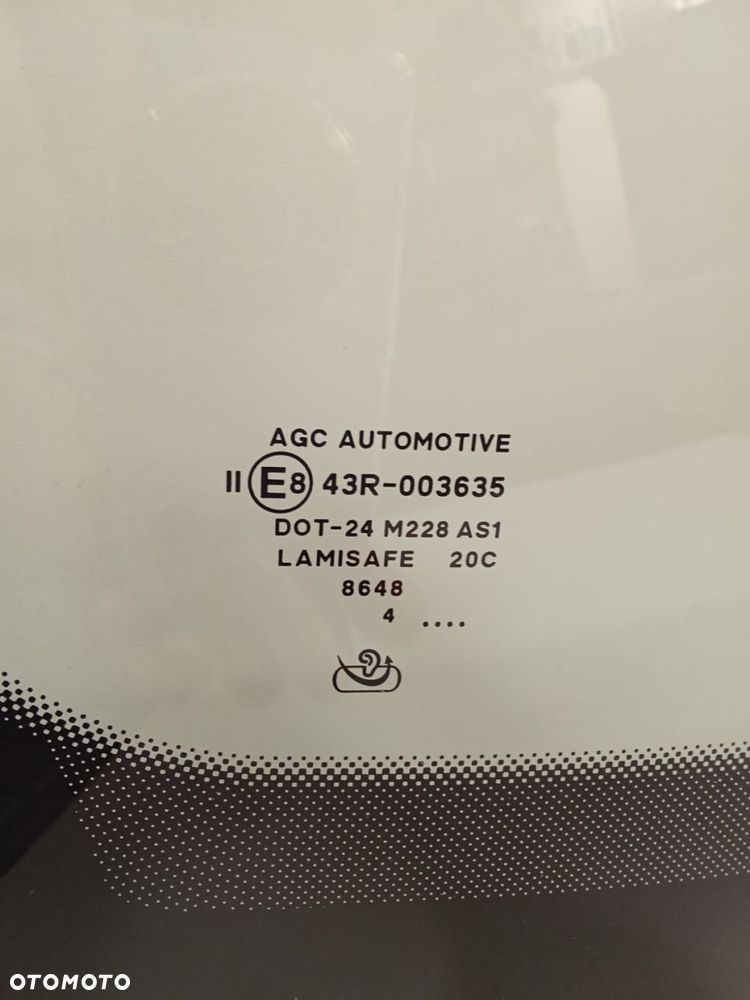 AGC AUTOMOTIVE
II E8 43R-003635
DOT-24 M228 AS1
LAMISAFE 20C
8648
4 ....
OTOMOTO